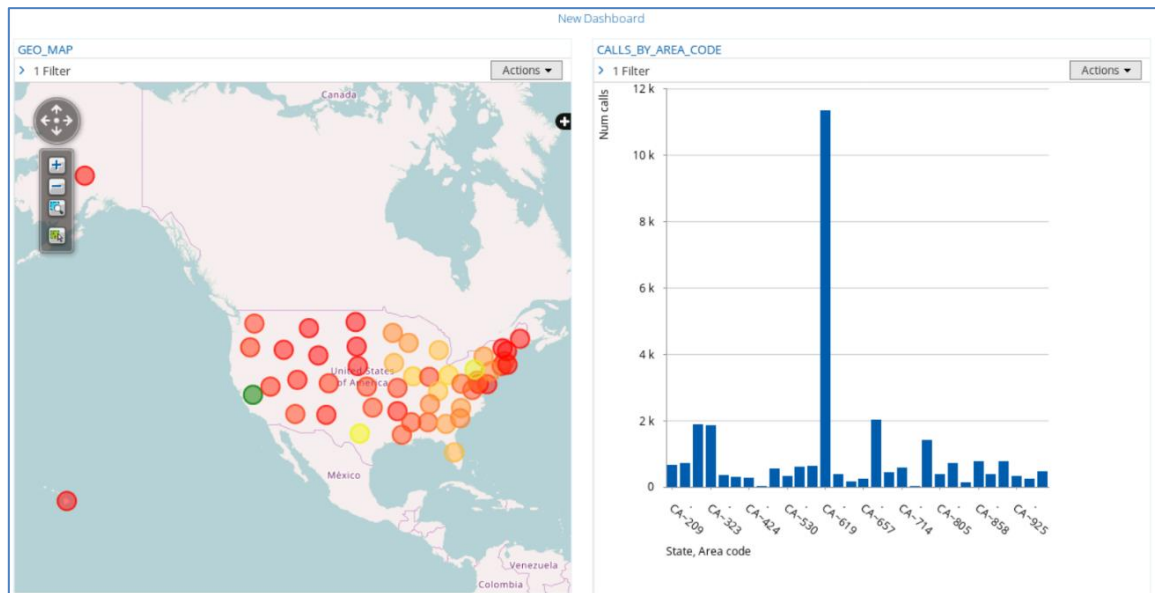 New Dashboard
GEO_MAP
1 Filter
Actions
Canada
United States
of America
México
Venezuela
Colombia
CALLS_BY_AREA_CODE
1 Filter
Actions
Num calls
12 k
10 k
8 k
6 k
4 k
2 k
0
CA~209
CA~323
CA~424
CA~530
CA~619
CA~657
CA~714
CA~805
CA~858
CA~925
State, Area code